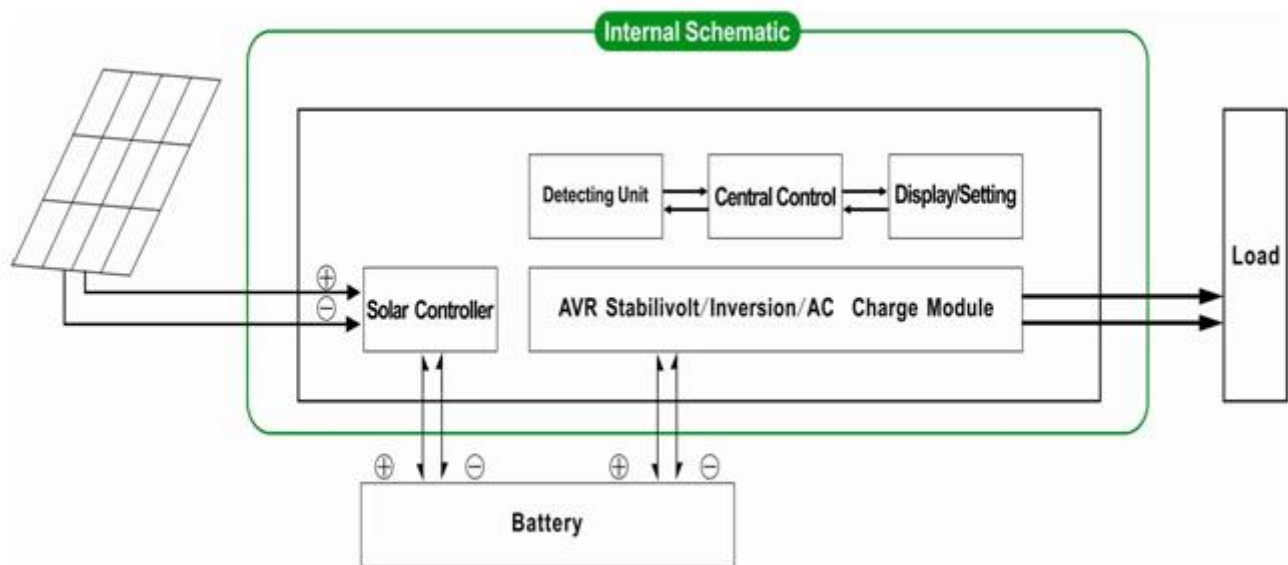 Internal Schematic
Detecting Unit
Central Control
Display/Setting
Load
⊕
⊖
Solar Controller
AVR Stabilivolt/Inversion/AC Charge Module
⊕
⊖
⊕
⊖
Battery